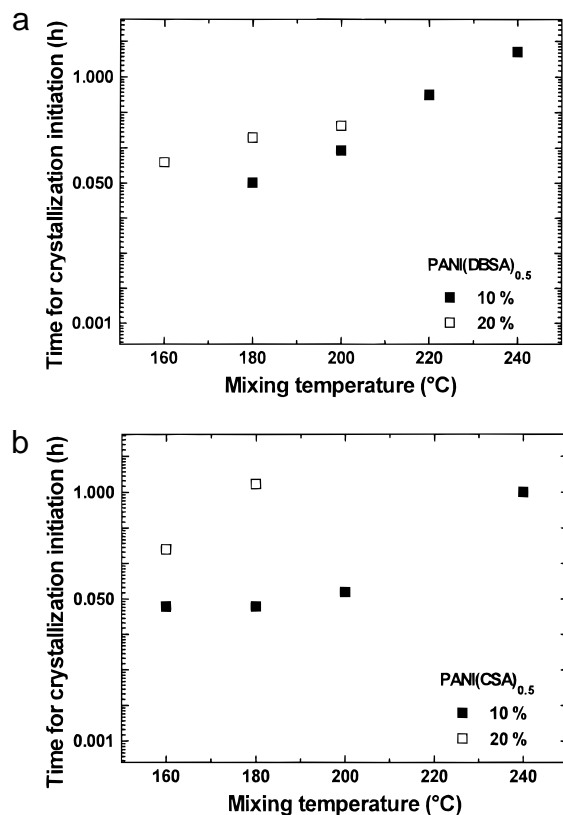 a
Time for crystallization initiation (h)
1.000
0.050
0.001
PANI(DBSA)0.5
10 %
20 %
160 180 200 220 240
Mixing temperature (°C)
b
Time for crystallization initiation (h)
1.000
0.050
0.001
PANI(CSA)0.5
10 %
20 %
160 180 200 220 240
Mixing temperature (°C)